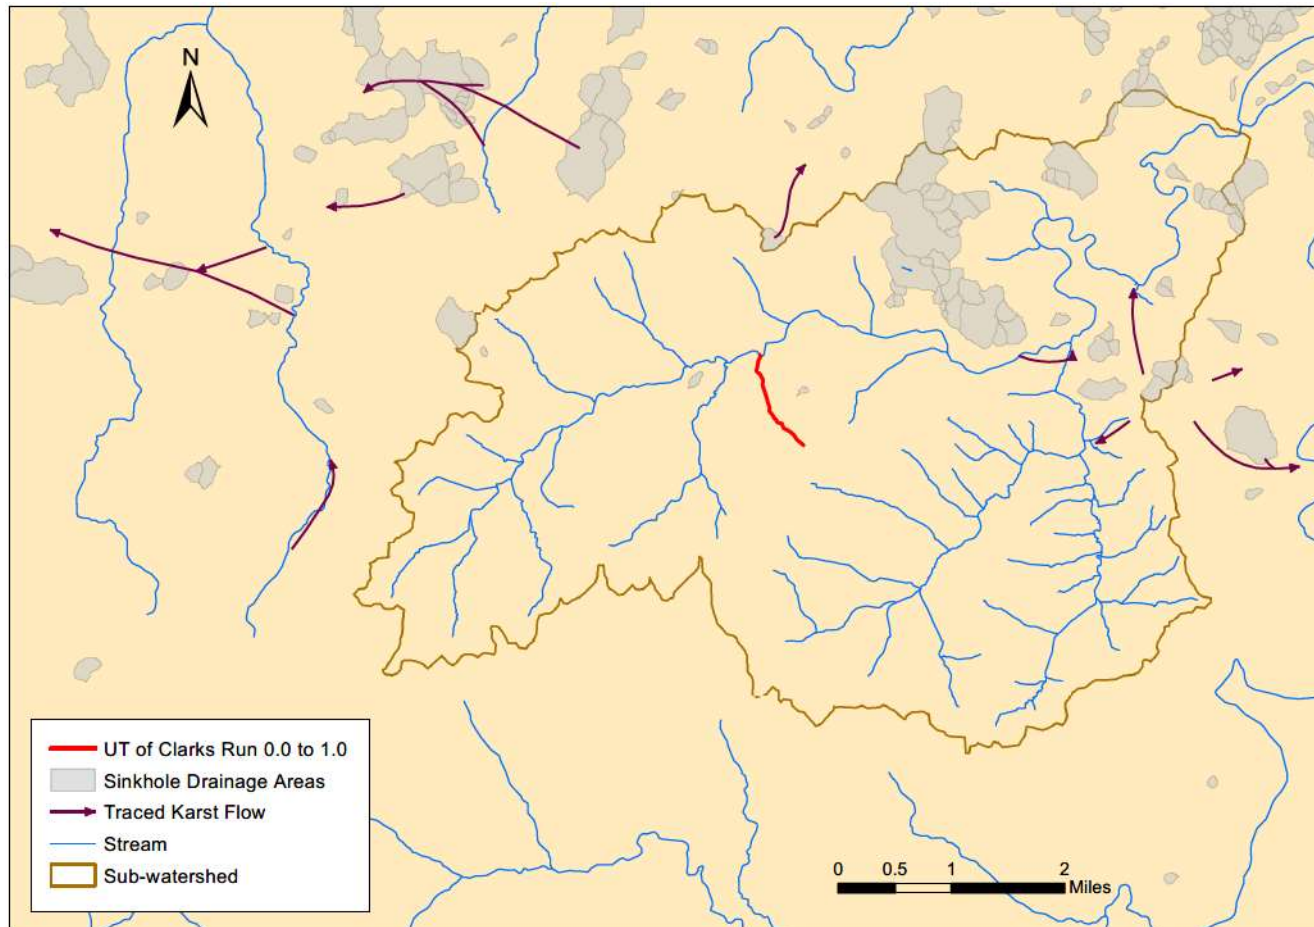 N
UT of Clarks Run 0.0 to 1.0
Sinkhole Drainage Areas
Traced Karst Flow
Stream
Sub-watershed
0 0.5 1 2
Miles